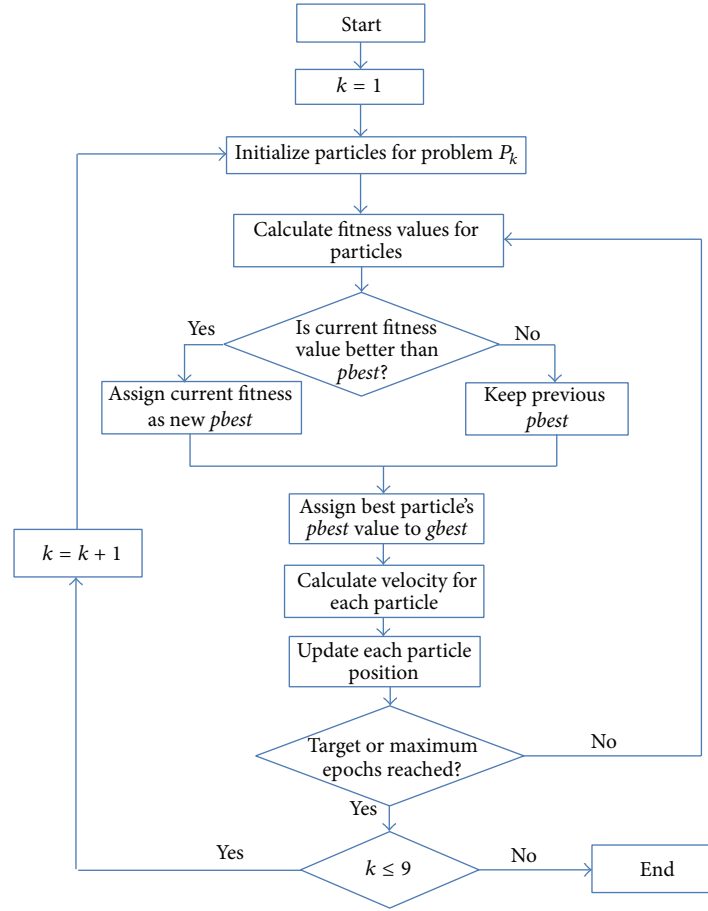 Start
k = 1
Initialize particles for problem P_k
Calculate fitness values for
particles
Is current fitness
value better than
pbest?
Yes
No
Assign current fitness
as new pbest
Keep previous
pbest
Assign best particle's
pbest value to gbest
k = k + 1
Calculate velocity for
each particle
Update each particle
position
Target or maximum
epochs reached?
No
Yes
k ≤ 9
Yes
No
End